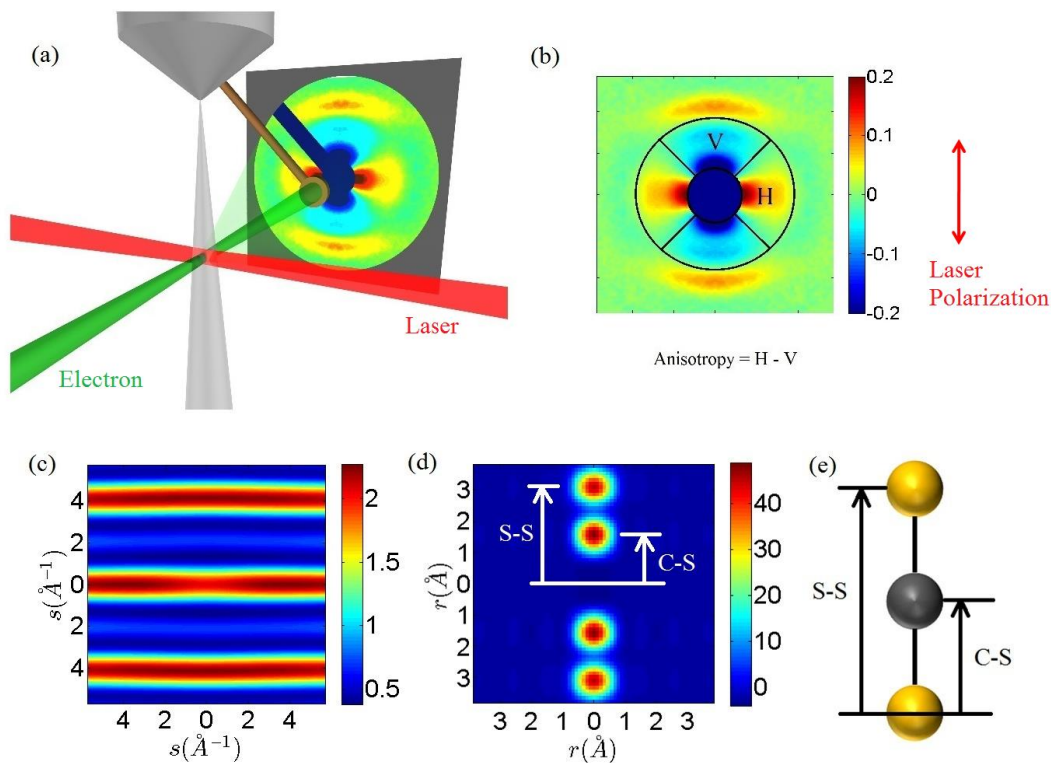 (a)
Laser
Electron
(b)
V
H
0.2
0.1
0
-0.1
-0.2
Laser
Polarization
Anisotropy = H - V
(c)
4
2
0
2
4
s(Å⁻¹)
4 2 0 2 4
s(Å⁻¹)
2
1.5
1
0.5
(d)
3
2
1
0
1
2
3
r(Å)
S-S
C-S
3 2 1 0 1 2 3
r(Å)
40
30
20
10
0
(e)
S-S
C-S